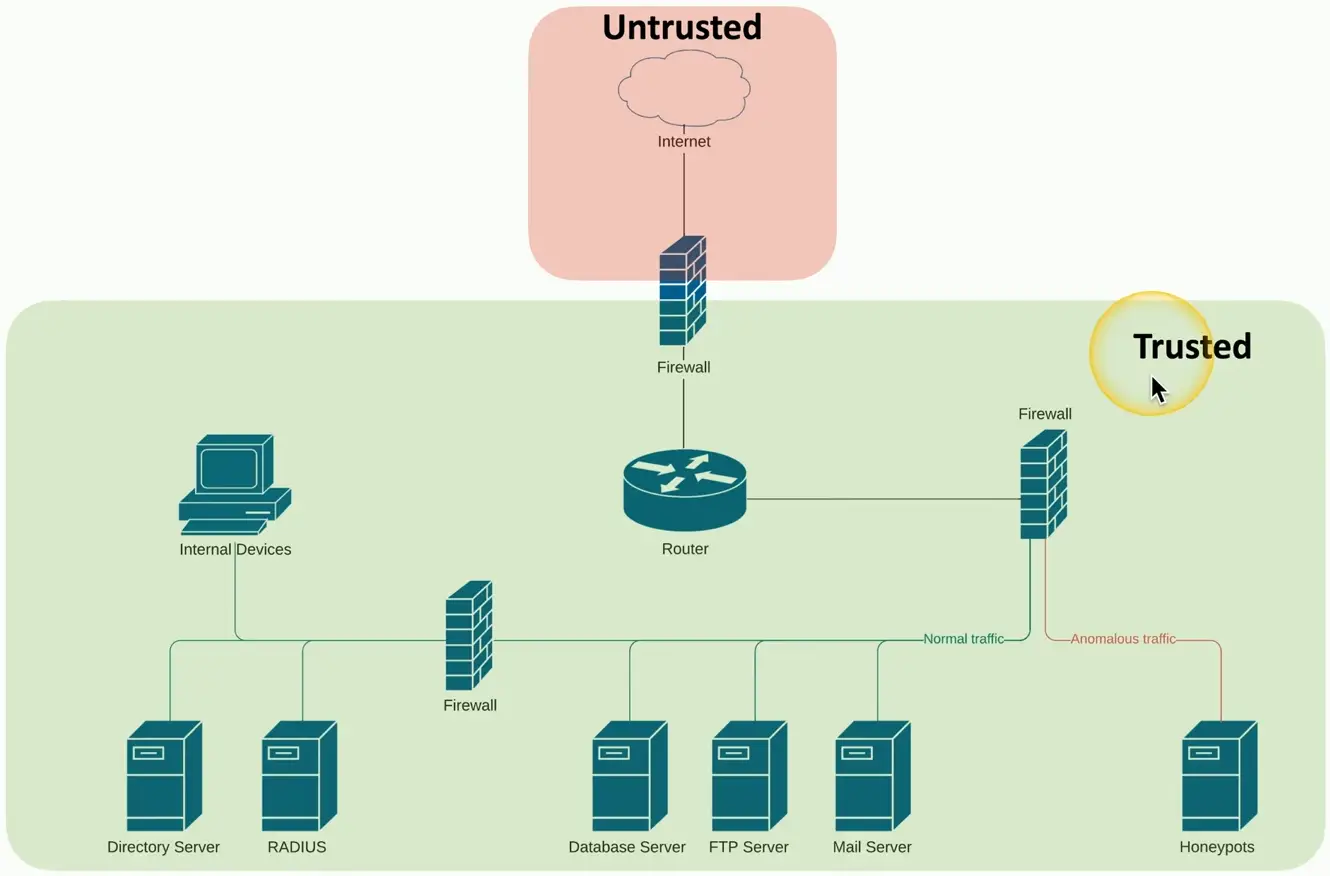 Untrusted
Internet
Firewall
Trusted
Firewall
Internal Devices
Router
Normal traffic
Anomalous traffic
Firewall
Directory Server
RADIUS
Database Server
FTP Server
Mail Server
Honeypots